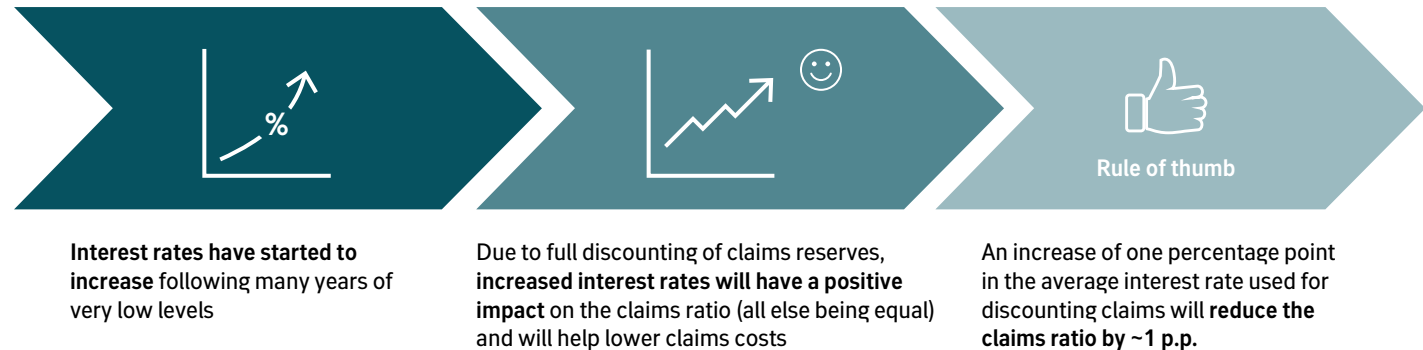 %
Rule of thumb
Interest rates have started to
increase following many years of
very low levels
Due to full discounting of claims reserves,
increased interest rates will have a positive
impact on the claims ratio (all else being equal)
and will help lower claims costs
An increase of one percentage point
in the average interest rate used for
discounting claims will reduce the
claims ratio by ~1 p.p.